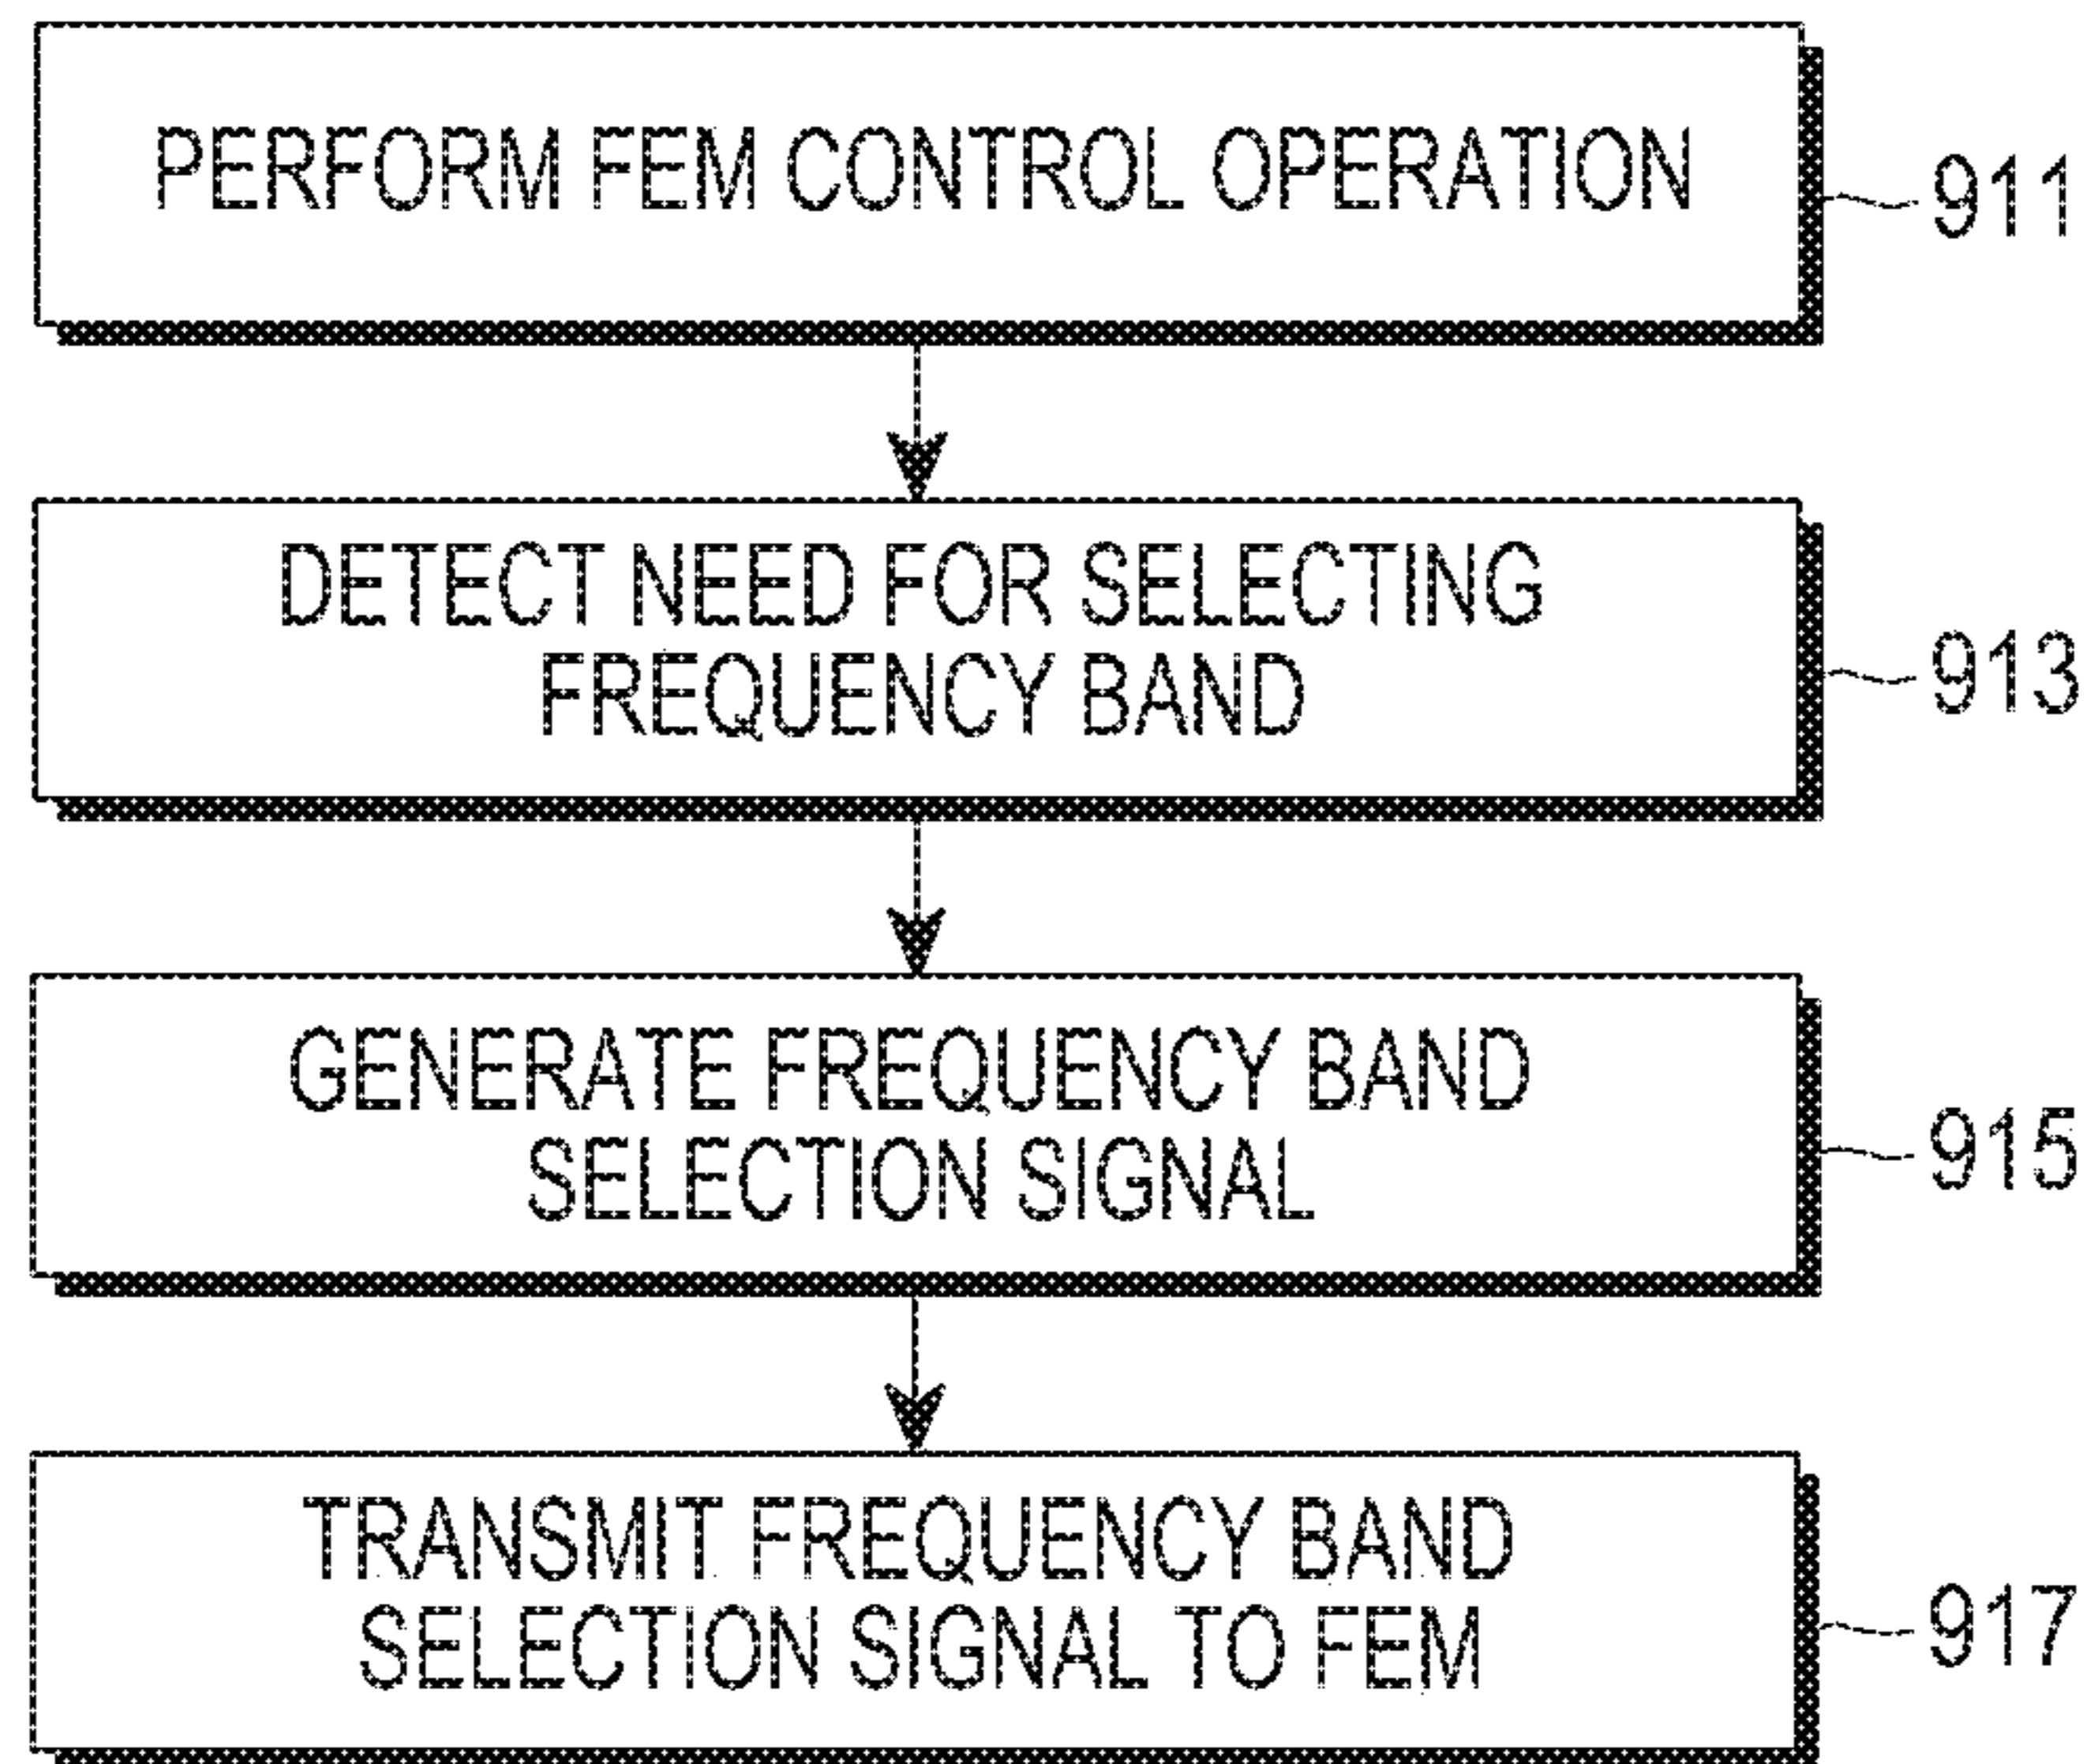 PERFORM FEM CONTROL OPERATION
911
DETECT NEED FOR SELECTING
FREQUENCY BAND
913
GENERATE FREQUENCY BAND
SELECTION SIGNAL
915
TRANSMIT FREQUENCY BAND
SELECTION SIGNAL TO FEM
917